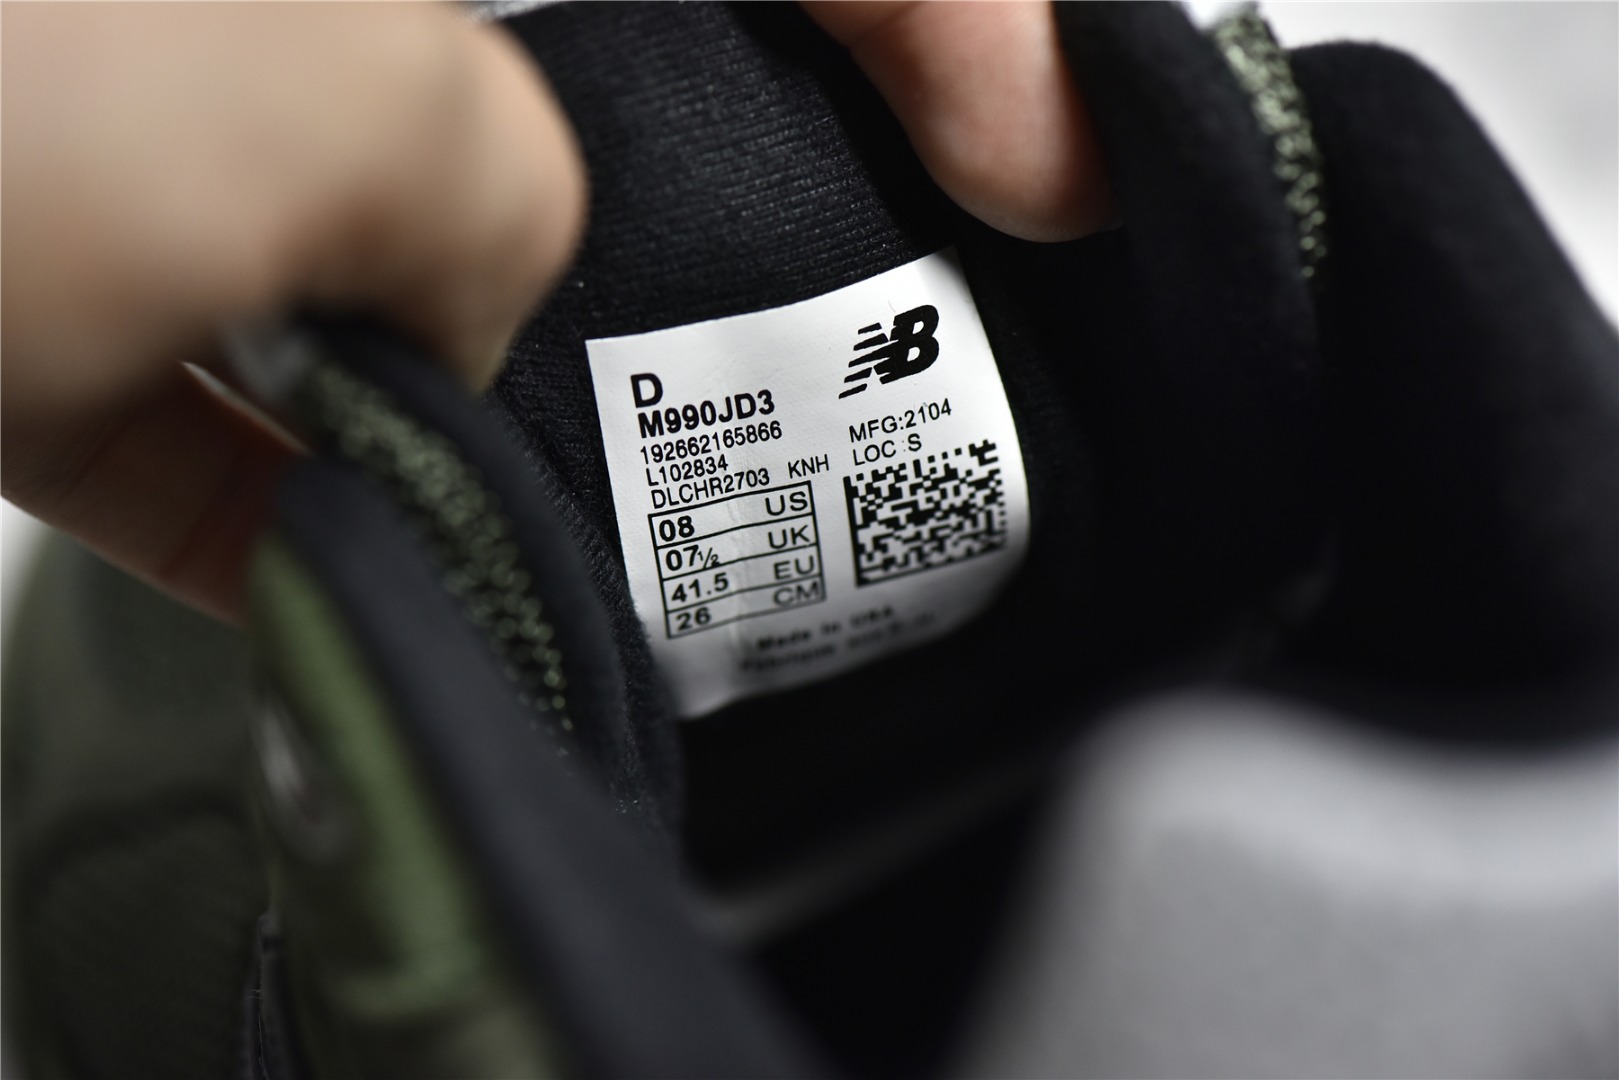 NB
D
M990JD3
192662165866
L102834
DLCHR2703 KNH
MFG:2104
LOC:S
08 US
07½ UK
41.5 EU
26 CM
Made in USA